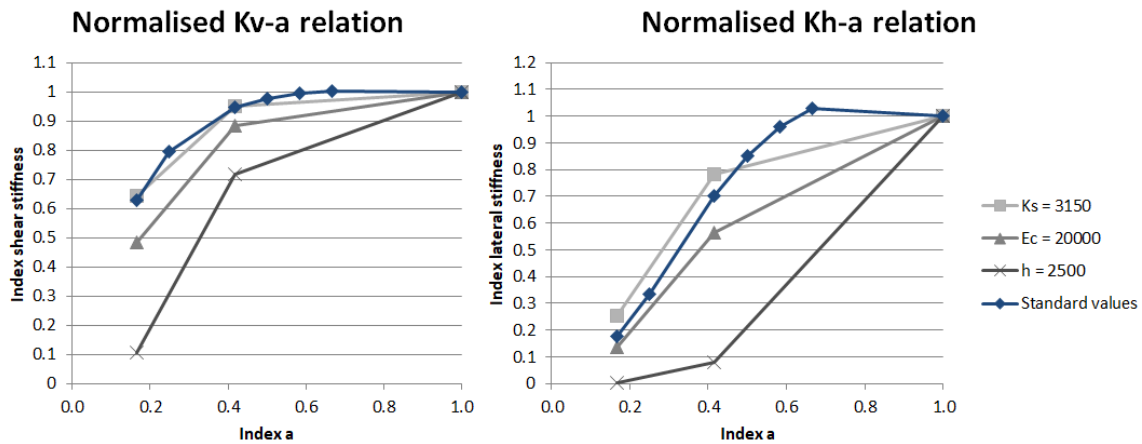 Normalised Kv-a relation
Index shear stiffness
1.1
1
0.9
0.8
0.7
0.6
0.5
0.4
0.3
0.2
0.1
0
0.0 0.2 0.4 0.6 0.8 1.0
Index a
Normalised Kh-a relation
Index lateral stiffness
1.2
1.1
1
0.9
0.8
0.7
0.6
0.5
0.4
0.3
0.2
0.1
0
0.0 0.2 0.4 0.6 0.8 1.0
Index a
Ks = 3150
Ec = 20000
h = 2500
Standard values